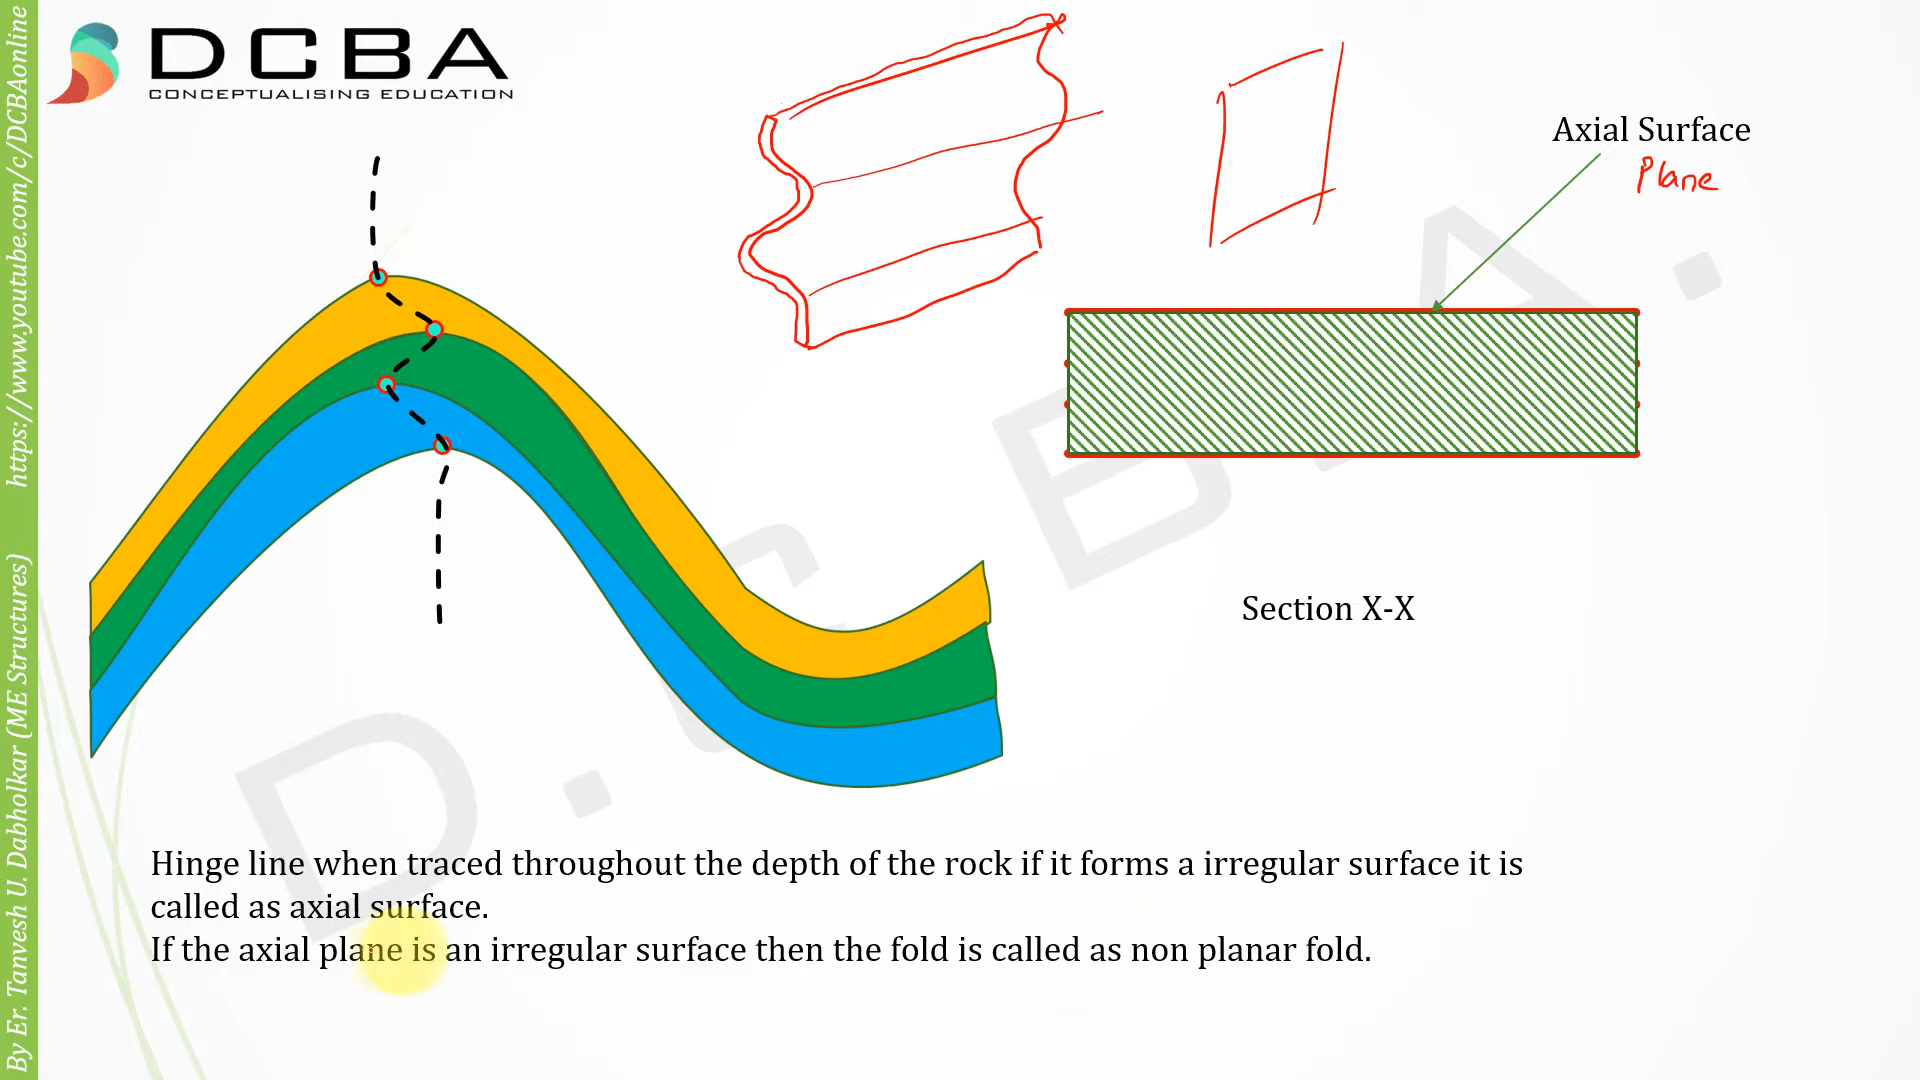 https://www.youtube.com/c/DCBAonline
By Er. Tanvesh U. Dabholkar (ME Structures)
DCBA
CONCEPTUALISING EDUCATION
Axial Surface
Plane
Section X-X
D.C.B.A.
Hinge line when traced throughout the depth of the rock if it forms a irregular surface it is
called as axial surface.
If the axial plane is an irregular surface then the fold is called as non planar fold.